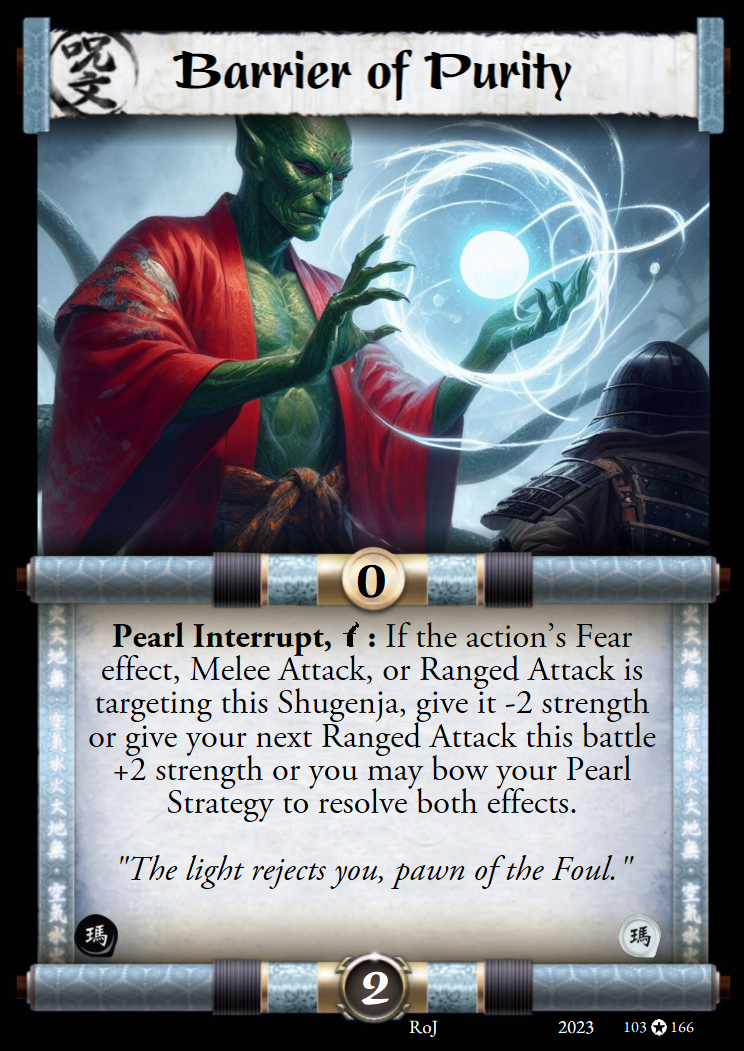 呪文
Barrier of Purity
0
Pearl Interrupt, : If the action's Fear
effect, Melee Attack, or Ranged Attack is
targeting this Shugenja, give it -2 strength
or give your next Ranged Attack this battle
+2 strength or you may bow your Pearl
Strategy to resolve both effects.
"The light rejects you, pawn of the Foul."
瑪
瑪
2
RoJ 2023 103 166